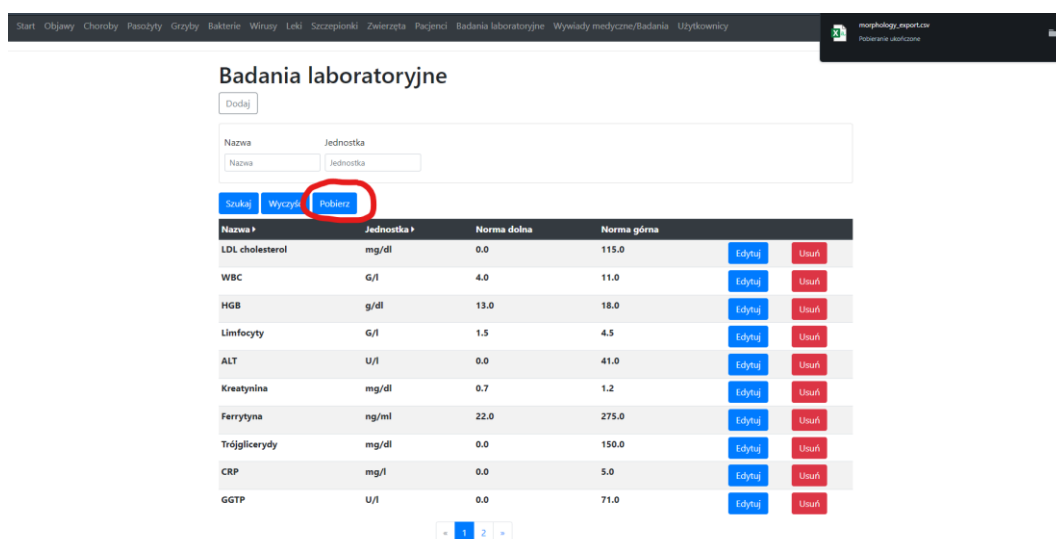 Start Objawy Choroby Pasożyty Grzyby Bakterie Wirusy Leki Szczepionki Zwierzęta Pacjenci Badania laboratoryjne Wywiady medyczne/Badania Użytkownicy
morphology_export.csv
Pobieranie ukończone
Badania laboratoryjne
Dodaj
Nazwa Jednostka
Nazwa Jednostka
Szukaj Wyczyść Pobierz
Nazwa Jednostka Norma dolna Norma górna
LDL cholesterol mg/dl 0.0 115.0 Edytuj Usuń
WBC G/l 4.0 11.0 Edytuj Usuń
HGB g/dl 13.0 18.0 Edytuj Usuń
Limfocyty G/l 1.5 4.5 Edytuj Usuń
ALT U/l 0.0 41.0 Edytuj Usuń
Kreatynina mg/dl 0.7 1.2 Edytuj Usuń
Ferrytyna ng/ml 22.0 275.0 Edytuj Usuń
Trójglicerydy mg/dl 0.0 150.0 Edytuj Usuń
CRP mg/l 0.0 5.0 Edytuj Usuń
GGTP U/l 0.0 71.0 Edytuj Usuń
« 1 2 »